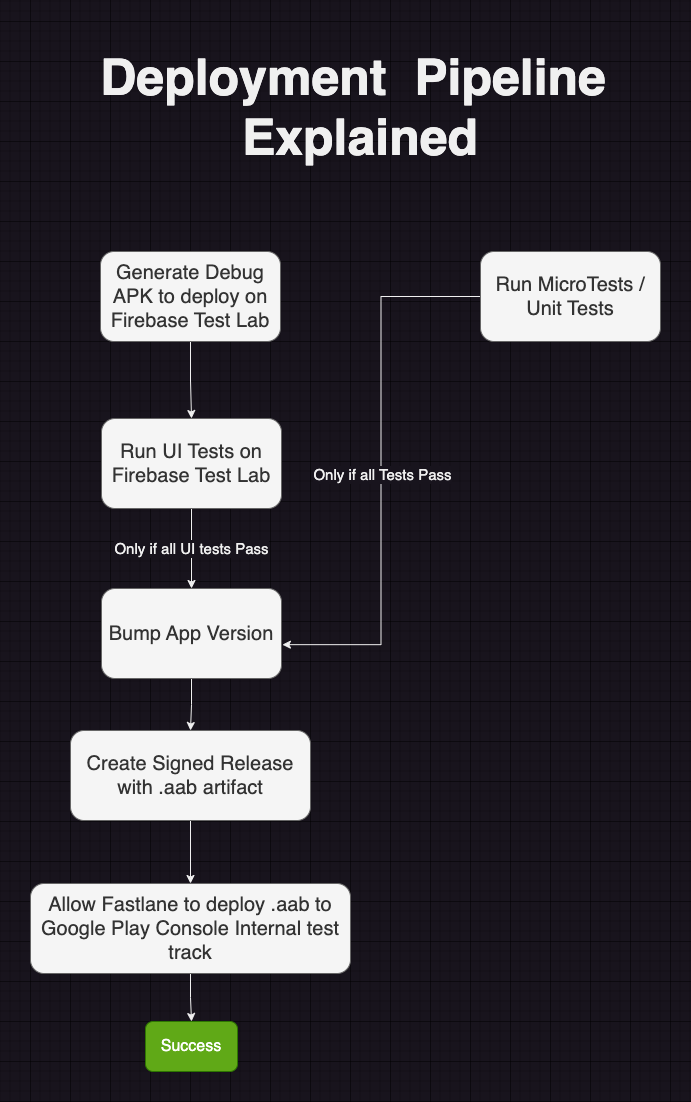 Deployment Pipeline
Explained
Generate Debug
APK to deploy on
Firebase Test Lab
Run MicroTests /
Unit Tests
Run UI Tests on
Firebase Test Lab
Only if all Tests Pass
Only if all UI tests Pass
Bump App Version
Create Signed Release
with .aab artifact
Allow Fastlane to deploy .aab to
Google Play Console Internal test
track
Success